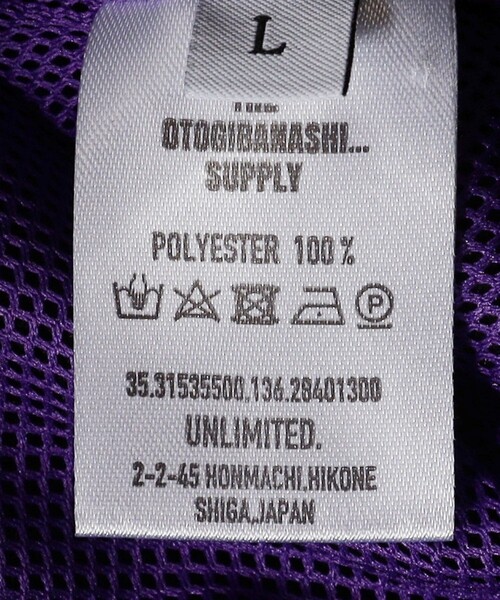 L
OTOGIBANASHI...
SUPPLY
POLYESTER 100%
P
35.31535500,136.28401300
UNLIMITED.
2-2-45 HONMACHI.HIKONE
SHIGA,JAPAN